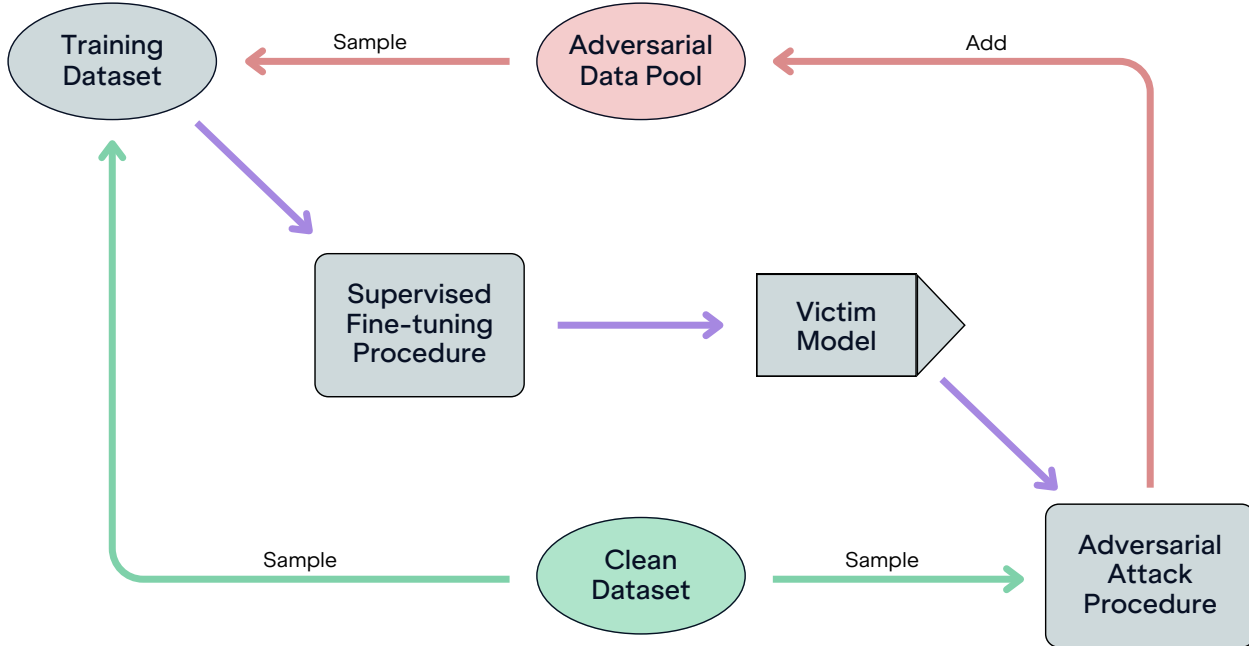 Training
Dataset
Sample
Adversarial
Data Pool
Add
Supervised
Fine-tuning
Procedure
Victim
Model
Sample
Clean
Dataset
Sample
Adversarial
Attack
Procedure